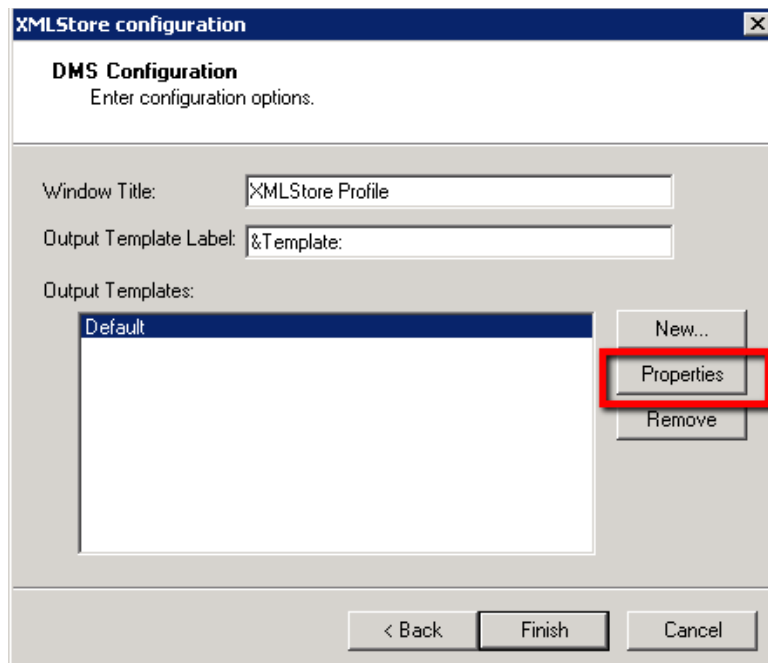 XMLStore configuration
DMS Configuration
Enter configuration options.
Window Title: XMLStore Profile
Output Template Label: &Template:
Output Templates:
Default
New...
Properties
Remove
< Back Finish Cancel